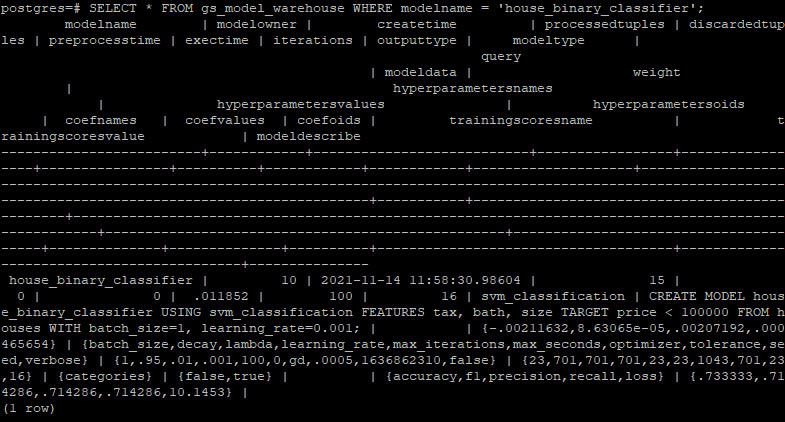 postgres=# SELECT * FROM gs_model_warehouse WHERE modelname = 'house_binary_classifier';
modelname | modelowner | createtime | processedtuples | discardedtup
les | preprocesstime | exectime | iterations | outputtype | modeltype |
query
| modeldata | weight
| hyperparametersnames
| hyperparametersvalues | hyperparametersoids
| coefnames | coefvalues | coefoids | trainingscoresname | t
rainingscoresvalue | modeldescribe
--------------------------+------------+----------------------------+-----------------+-------------
----+----------------+----------+------------+------------+--------------------+--------------------
----------------------------------------------------------------------------------------------------
-----------------------------------------------+-----------+----------------------------------------
--------+-------------------------------------------------------------------------------------------
------------+---------------------------------------------------+-----------------------------------
-----+--------------+--------------+----------+--------------------------------------+--------------
------------------------------+---------------
house_binary_classifier | 10 | 2021-11-14 11:58:30.98604 | 15 |
0 | 0 | .011852 | 100 | 16 | svm_classification | CREATE MODEL hous
e_binary_classifier USING svm_classification FEATURES tax, bath, size TARGET price < 100000 FROM h
ouses WITH batch_size=1, learning_rate=0.001; | | {-.00211632,8.63065e-05,.00207192,.000
465654} | {batch_size,decay,lambda,learning_rate,max_iterations,max_seconds,optimizer,tolerance,se
ed,verbose} | {1,.95,.01,.001,100,0,gd,.0005,1636862310,false} | {23,701,701,701,23,23,1043,701,23
,16} | {categories} | {false,true} | | {accuracy,f1,precision,recall,loss} | {.733333,.71
4286,.714286,.714286,10.1453} |
(1 row)